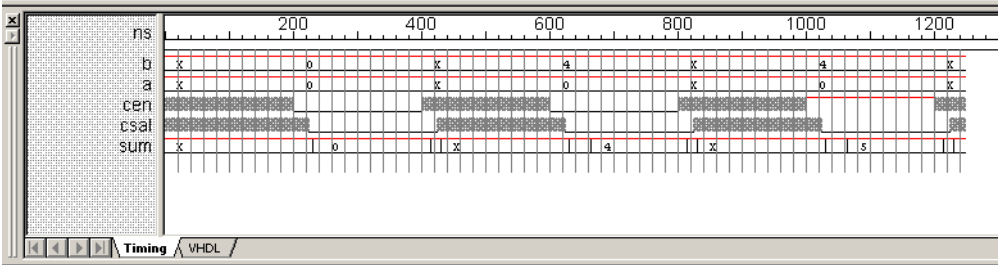 ns 200 400 600 800 1000 1200
b x 0 x 4 x 4 x
a x 0 x 0 x 0 x
cen
csal
sum x 0 x 4 x 5
Timing VHDL